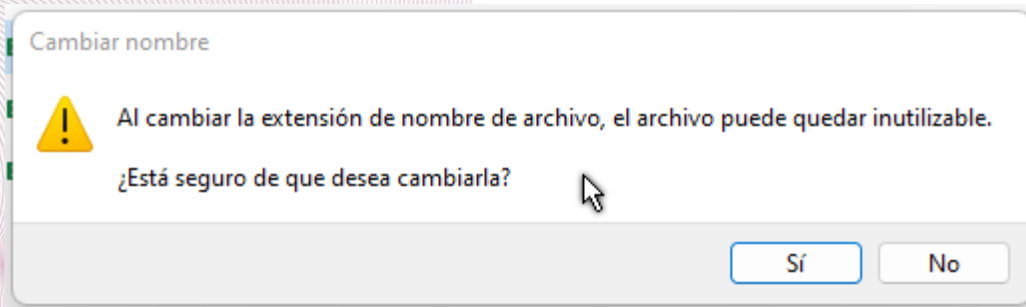 Cambiar nombre
Al cambiar la extensión de nombre de archivo, el archivo puede quedar inutilizable.
¿Está seguro de que desea cambiarla?
Sí
No